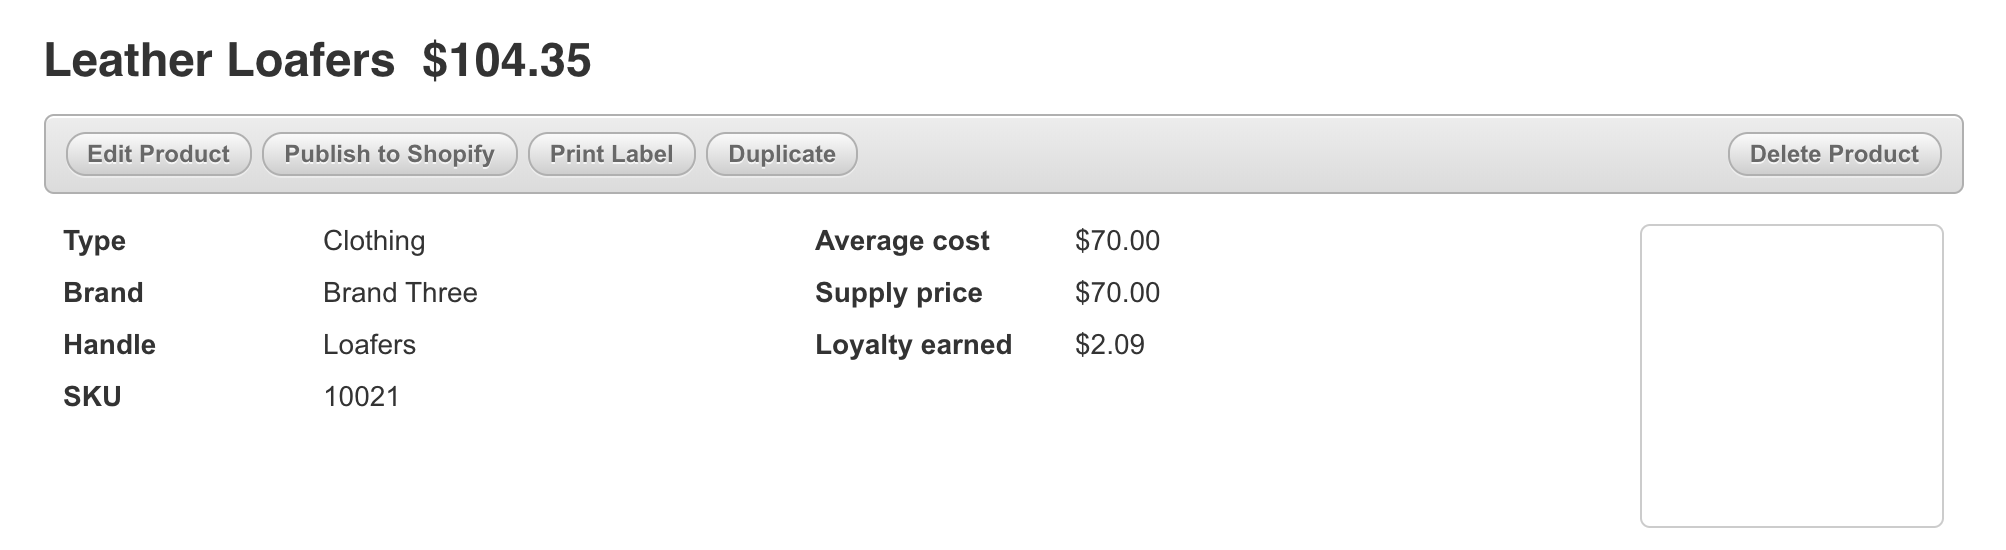 Leather Loafers $104.35
Edit Product Publish to Shopify Print Label Duplicate Delete Product
Type Clothing Average cost $70.00
Brand Brand Three Supply price $70.00
Handle Loafers Loyalty earned $2.09
SKU 10021